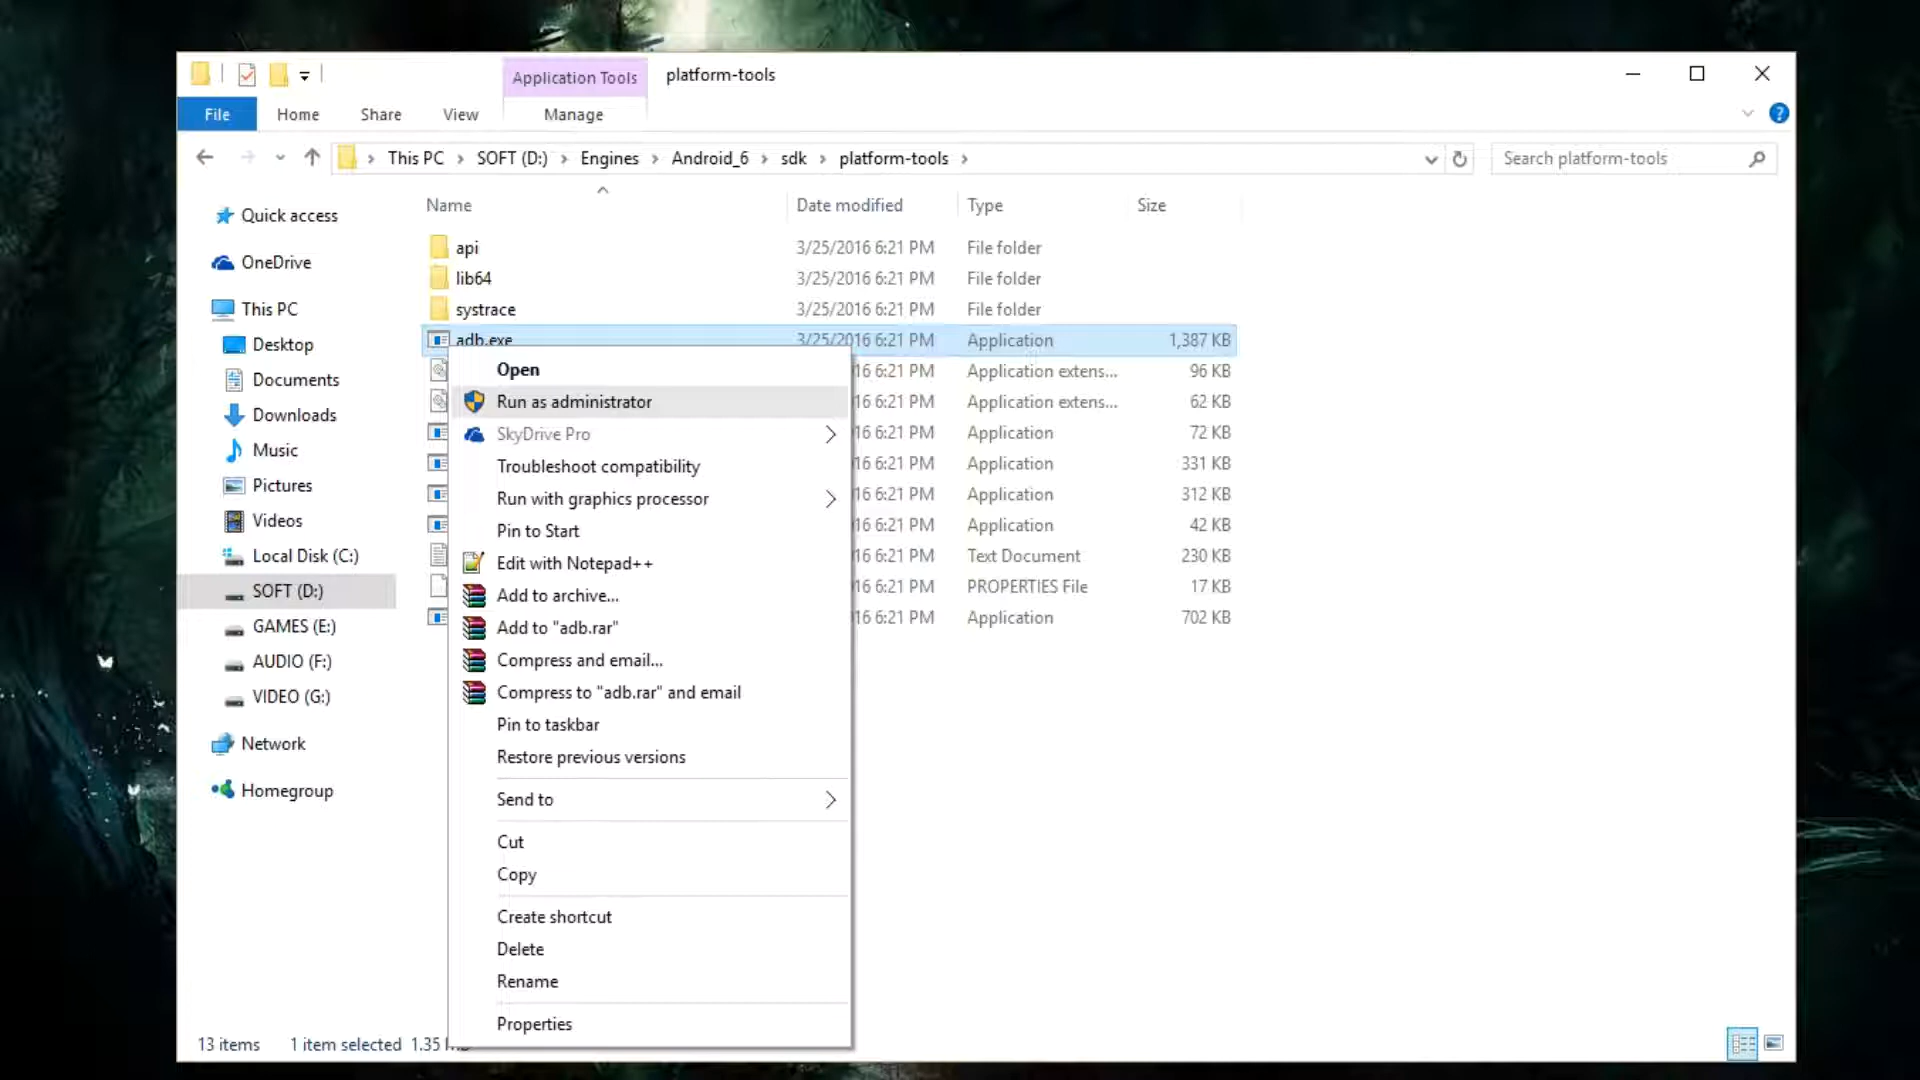 Application Tools platform-tools
File Home Share View Manage
This PC SOFT (D:) Engines Android_6 sdk platform-tools Search platform-tools
Name Date modified Type Size
Quick access
OneDrive
This PC
Desktop
Documents
Downloads
Music
Pictures
Videos
Local Disk (C:)
SOFT (D:)
GAMES (E:)
AUDIO (F:)
VIDEO (G:)
Network
Homegroup
api 3/25/2016 6:21 PM File folder
lib64 3/25/2016 6:21 PM File folder
systrace 3/25/2016 6:21 PM File folder
adb.exe 3/25/2016 6:21 PM Application 1,387 KB
16 6:21 PM Application extens... 96 KB
16 6:21 PM Application extens... 62 KB
16 6:21 PM Application 72 KB
16 6:21 PM Application 331 KB
16 6:21 PM Application 312 KB
16 6:21 PM Application 42 KB
16 6:21 PM Text Document 230 KB
16 6:21 PM PROPERTIES File 17 KB
16 6:21 PM Application 702 KB
Open
Run as administrator
SkyDrive Pro
Troubleshoot compatibility
Run with graphics processor
Pin to Start
Edit with Notepad++
Add to archive...
Add to "adb.rar"
Compress and email...
Compress to "adb.rar" and email
Pin to taskbar
Restore previous versions
Send to
Cut
Copy
Create shortcut
Delete
Rename
Properties
13 items 1 item selected 1.35